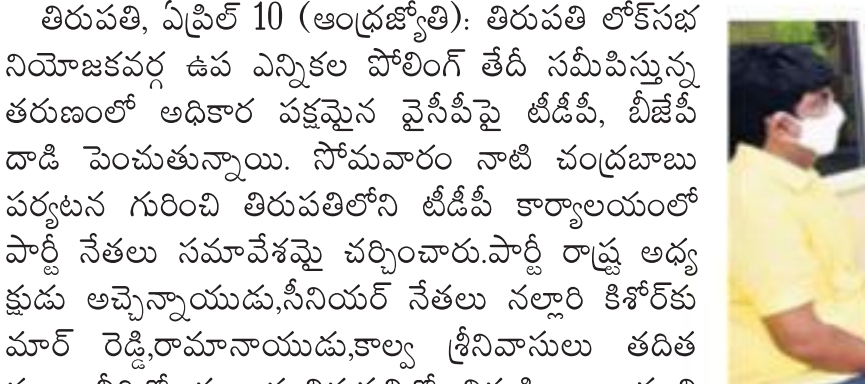 తిరుపతి, ఏప్రిల్ 10 (ఆంధ్రజ్యోతి): తిరుపతి లోక్‌సభ
నియోజకవర్గ ఉప ఎన్నికల పోలింగ్ తేదీ సమీపిస్తున్న
తరుణంలో అధికార పక్షమైన వైసీపీపై టీడీపీ, బీజేపీ
దాడి పెంచుతున్నాయి. సోమవారం నాటి చంద్రబాబు
పర్యటన గురించి తిరుపతిలోని టీడీపీ కార్యాలయంలో
పార్టీ నేతలు సమావేశమై చర్చించారు.పార్టీ రాష్ట్ర అధ్య
క్షుడు అచ్చెన్నాయుడు,సీనియర్ నేతలు నల్లారి కిశోర్‌కు
మార్ రెడ్డి,రామానాయుడు,కాల్వ శ్రీనివాసులు తదిత